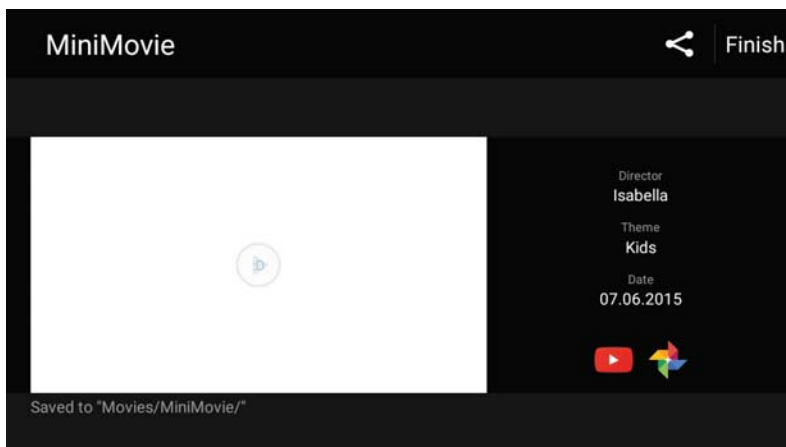 MiniMovie
Finish
Director
Isabella
Theme
Kids
Date
07.06.2015
Saved to "Movies/MiniMovie/"